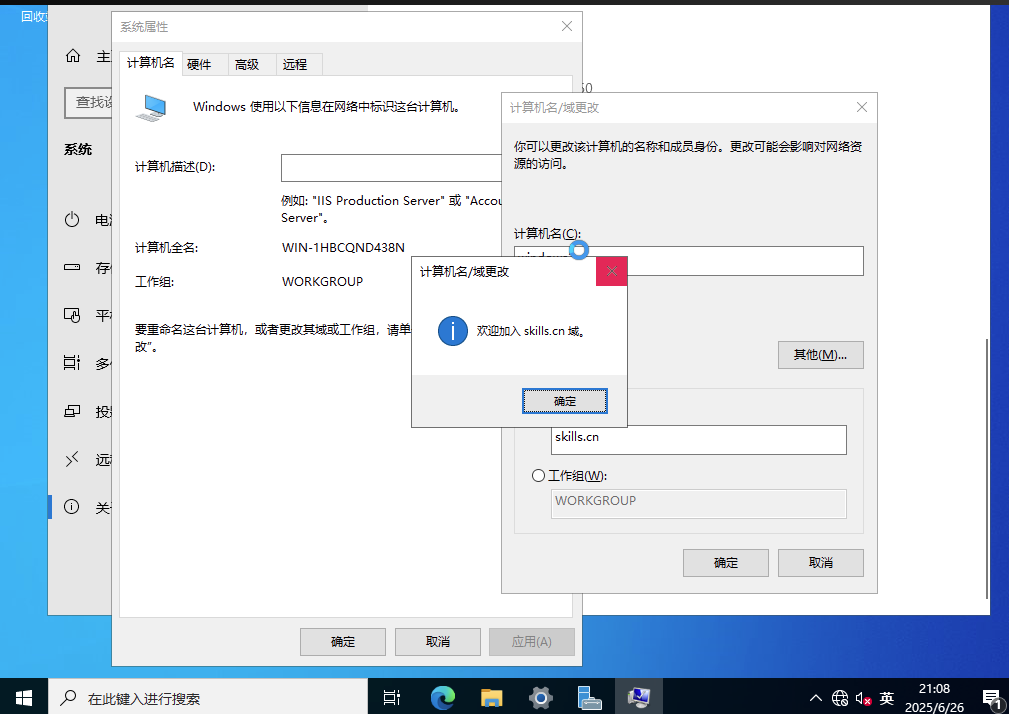 回收
系统属性
主
计算机名
硬件
高级
远程
Windows 使用以下信息在网络中标识这台计算机。
查找设
系统
计算机描述(D):
例如: "IIS Production Server" 或 "Accou
Server"。
计算机全名:
WIN-1HBCQND438N
工作组:
WORKGROUP
要重命名这台计算机，或者更改其域或工作组，请单
改"。
电
存
平
多
投
远
关
确定
取消
应用(A)
计算机名/域更改
你可以更改该计算机的名称和成员身份。更改可能会影响对网络资
源的访问。
计算机名(C):
其他(M)...
skills.cn
工作组(W):
WORKGROUP
确定
取消
计算机名/域更改
欢迎加入 skills.cn 域。
确定
在此键入进行搜索
英
21:08
2025/6/26
1